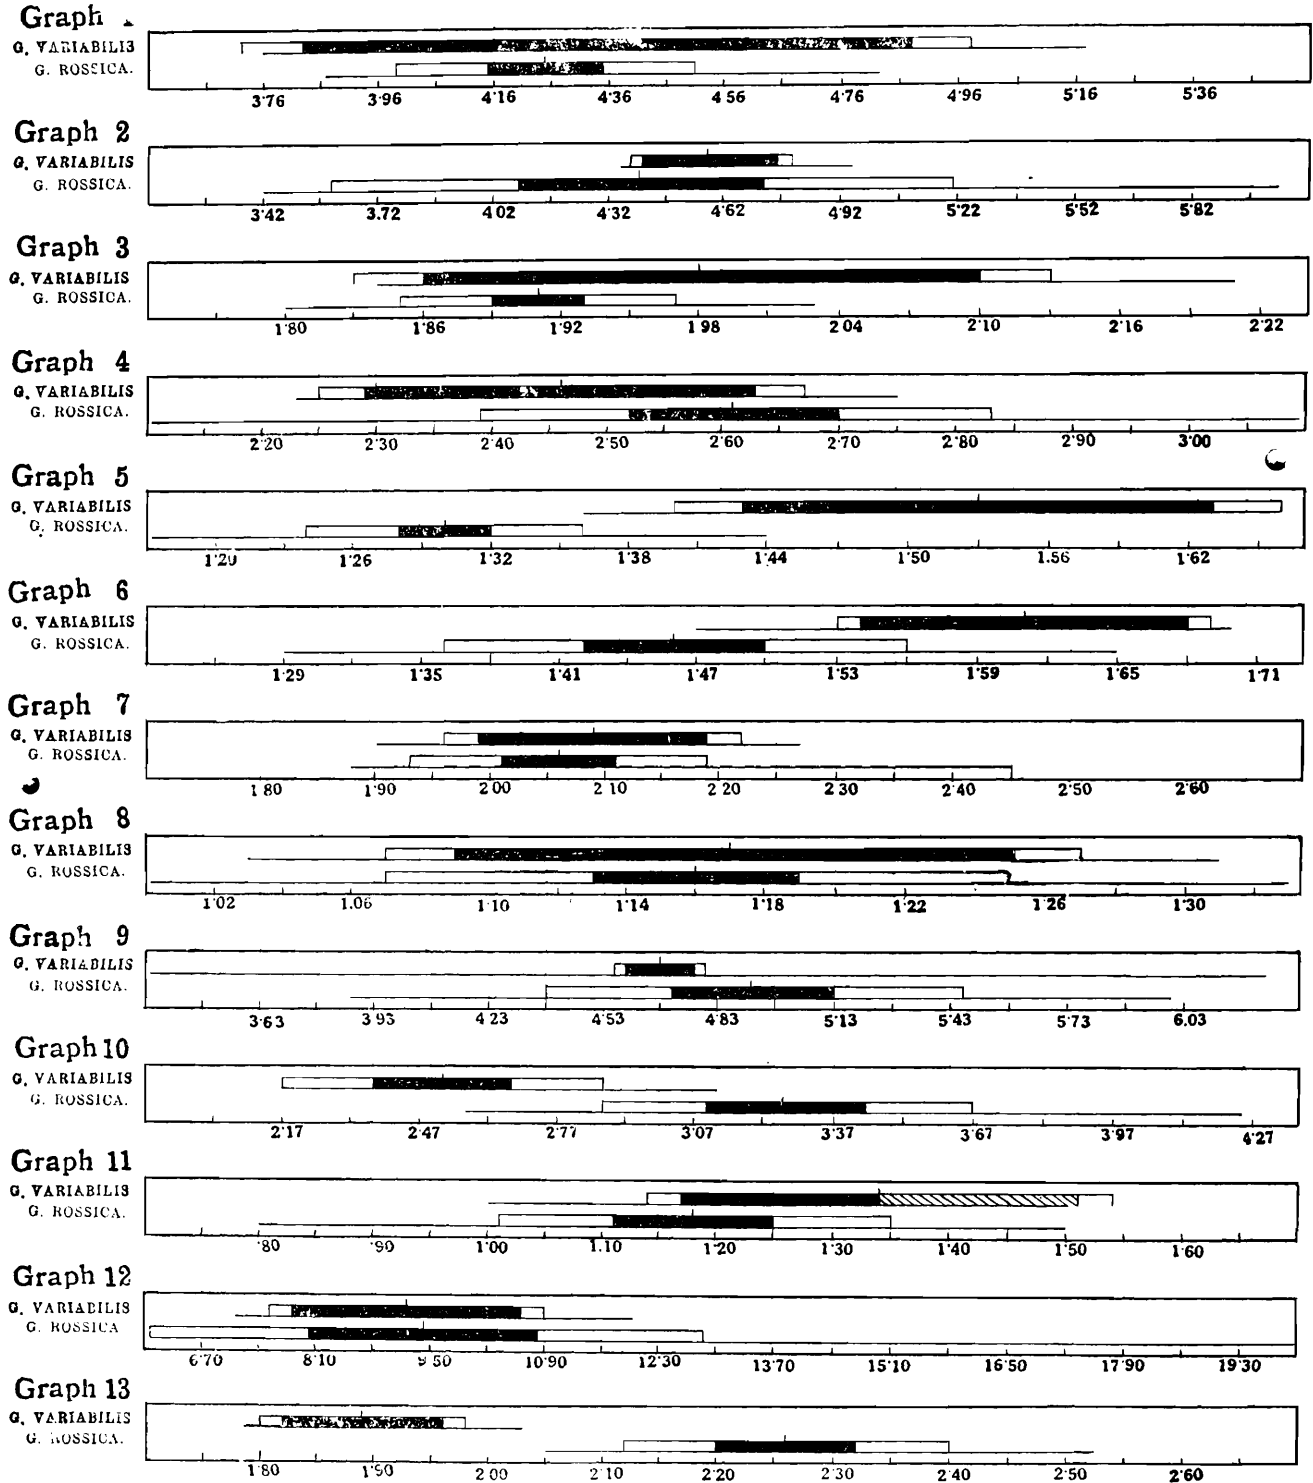 Graph
G. VARIABILIS
G. ROSSICA.
3·76 3·96 4·16 4·36 4·56 4·76 4·96 5·16 5·36
Graph 2
G. VARIABILIS
G. ROSSICA.
3·42 3·72 4·02 4·32 4·62 4·92 5·22 5·52 5·82
Graph 3
G. VARIABILIS
G. ROSSICA.
1·80 1·86 1·92 1·98 2·04 2·10 2·16 2·22
Graph 4
G. VARIABILIS
G. ROSSICA.
2·20 2·30 2·40 2·50 2·60 2·70 2·80 2·90 3·00
Graph 5
G. VARIABILIS
G. ROSSICA.
1·20 1·26 1·32 1·38 1·44 1·50 1.56 1·62
Graph 6
G. VARIABILIS
G. ROSSICA.
1·29 1·35 1·41 1·47 1·53 1·59 1·65 1·71
Graph 7
G. VARIABILIS
G. ROSSICA.
1·80 1·90 2·00 2·10 2·20 2·30 2·40 2·50 2·60
Graph 8
G. VARIABILIS
G. ROSSICA.
1·02 1.06 1·10 1·14 1·18 1·22 1·26 1·30
Graph 9
G. VARIABILIS
G. ROSSICA.
3·63 3·93 4·23 4·53 4·83 5·13 5·43 5·73 6.03
Graph 10
G. VARIABILIS
G. ROSSICA.
2·17 2·47 2·77 3·07 3·37 3·67 3·97 4·27
Graph 11
G. VARIABILIS
G. ROSSICA.
·80 ·90 1·00 1·10 1·20 1·30 1·40 1·50 1·60
Graph 12
G. VARIABILIS
G. ROSSICA
6·70 8·10 9·50 10·90 12·30 13·70 15·10 16·50 17·90 19·30
Graph 13
G. VARIABILIS
G. ROSSICA.
1·80 1·90 2·00 2·10 2·20 2·30 2·40 2·50 2·60